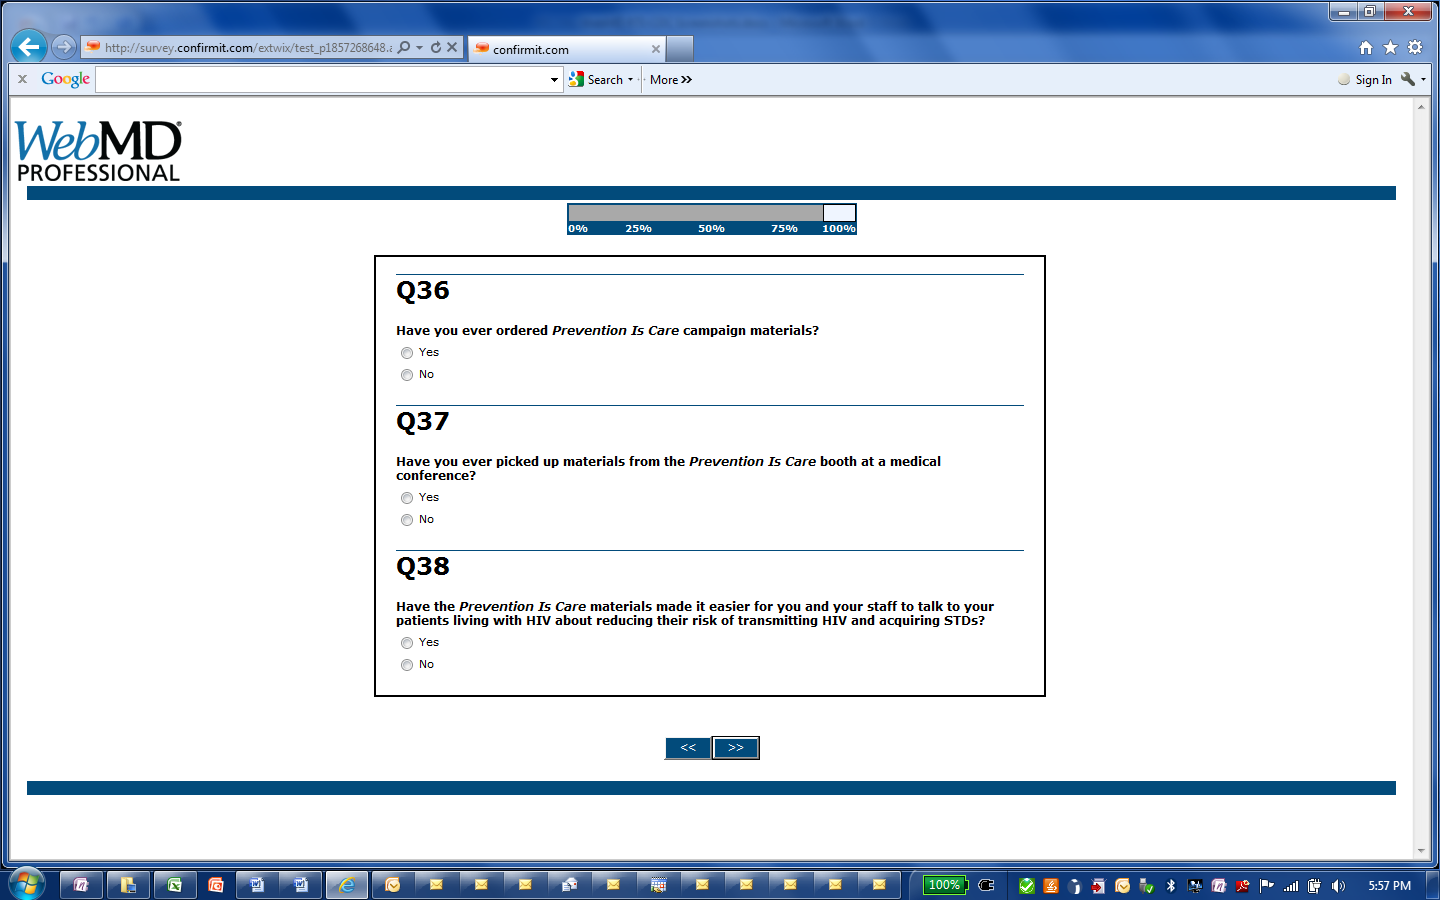 http://survey.confirmit.com/extwix/test_p1857268648.a
confirmit.com
x Google
Search
More »
Sign In
WebMD®
PROFESSIONAL
0% 25% 50% 75% 100%
Q36
Have you ever ordered Prevention Is Care campaign materials?
Yes
No
Q37
Have you ever picked up materials from the Prevention Is Care booth at a medical
conference?
Yes
No
Q38
Have the Prevention Is Care materials made it easier for you and your staff to talk to your
patients living with HIV about reducing their risk of transmitting HIV and acquiring STDs?
Yes
No
<< >>
100%
5:57 PM